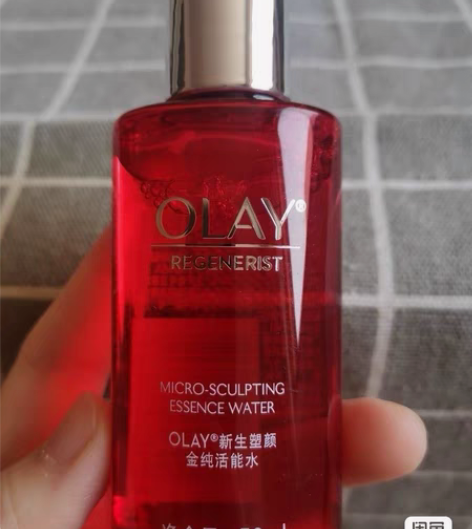 OLAY®
REGENERIST
MICRO-SCULPTING
ESSENCE WATER
OLAY®新生塑颜
金纯活能水